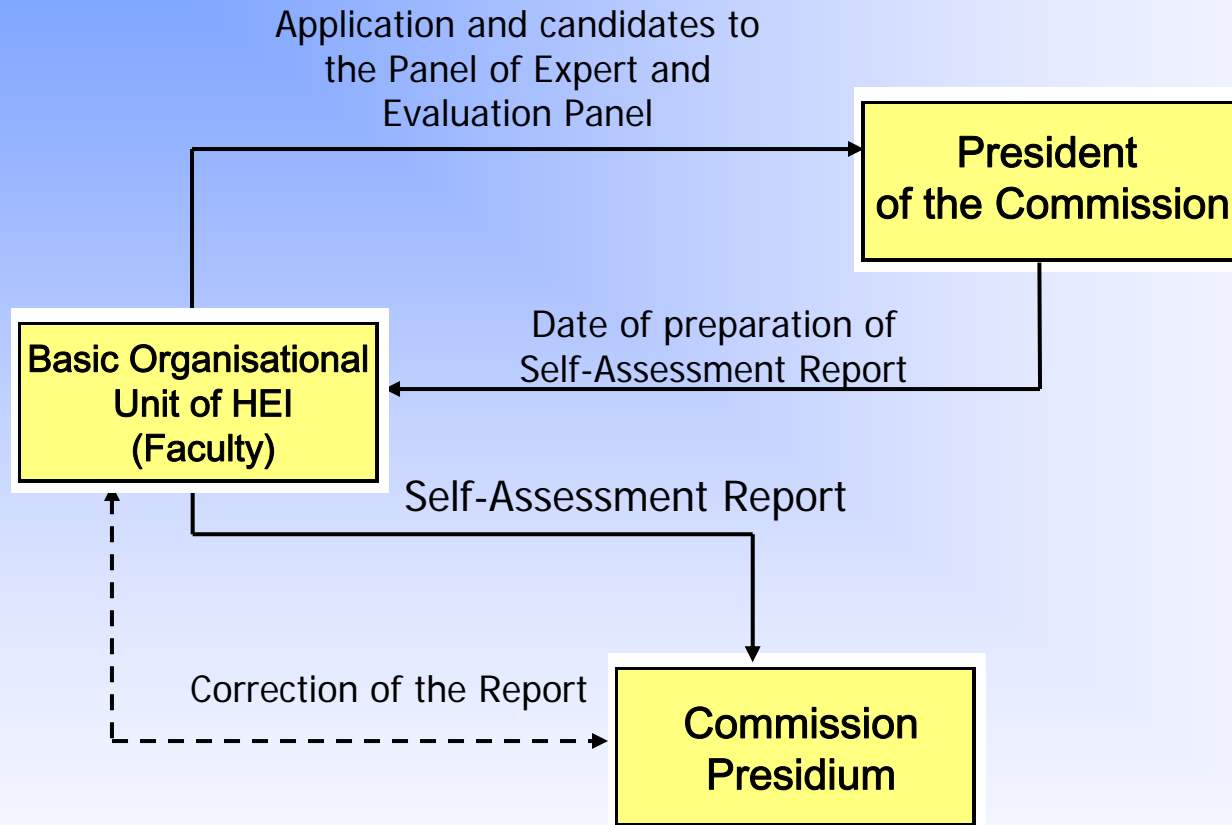 Application and candidates to
the Panel of Expert and
Evaluation Panel
President
of the Commission
Date of preparation of
Self-Assessment Report
Basic Organisational
Unit of HEI
(Faculty)
Self-Assessment Report
Correction of the Report
Commission
Presidium